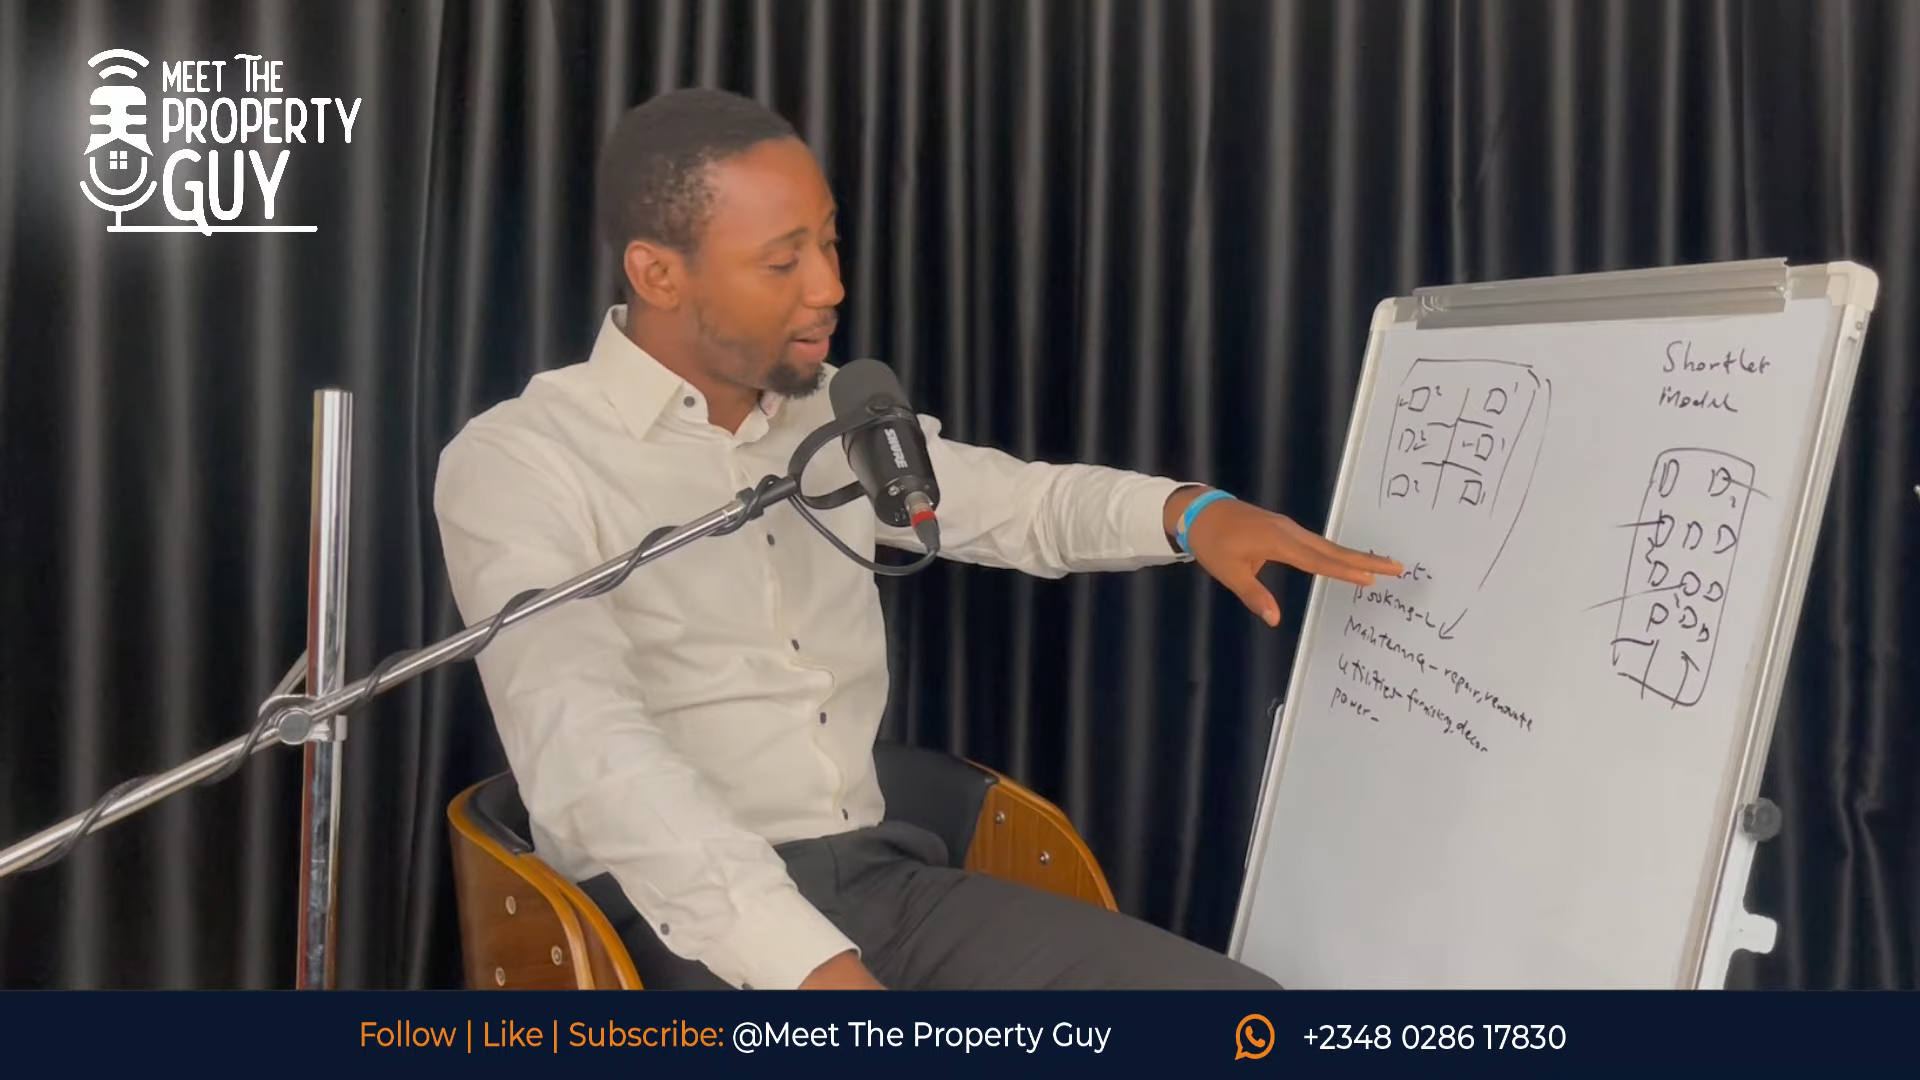 MEET THE
PROPERTY
GUY
SHURE
Shortlet
Model
Booking-
Maintenance- repair, renovate
Utilities- furnishing, decor
power-
Follow | Like | Subscribe: @Meet The Property Guy
+2348 0286 17830